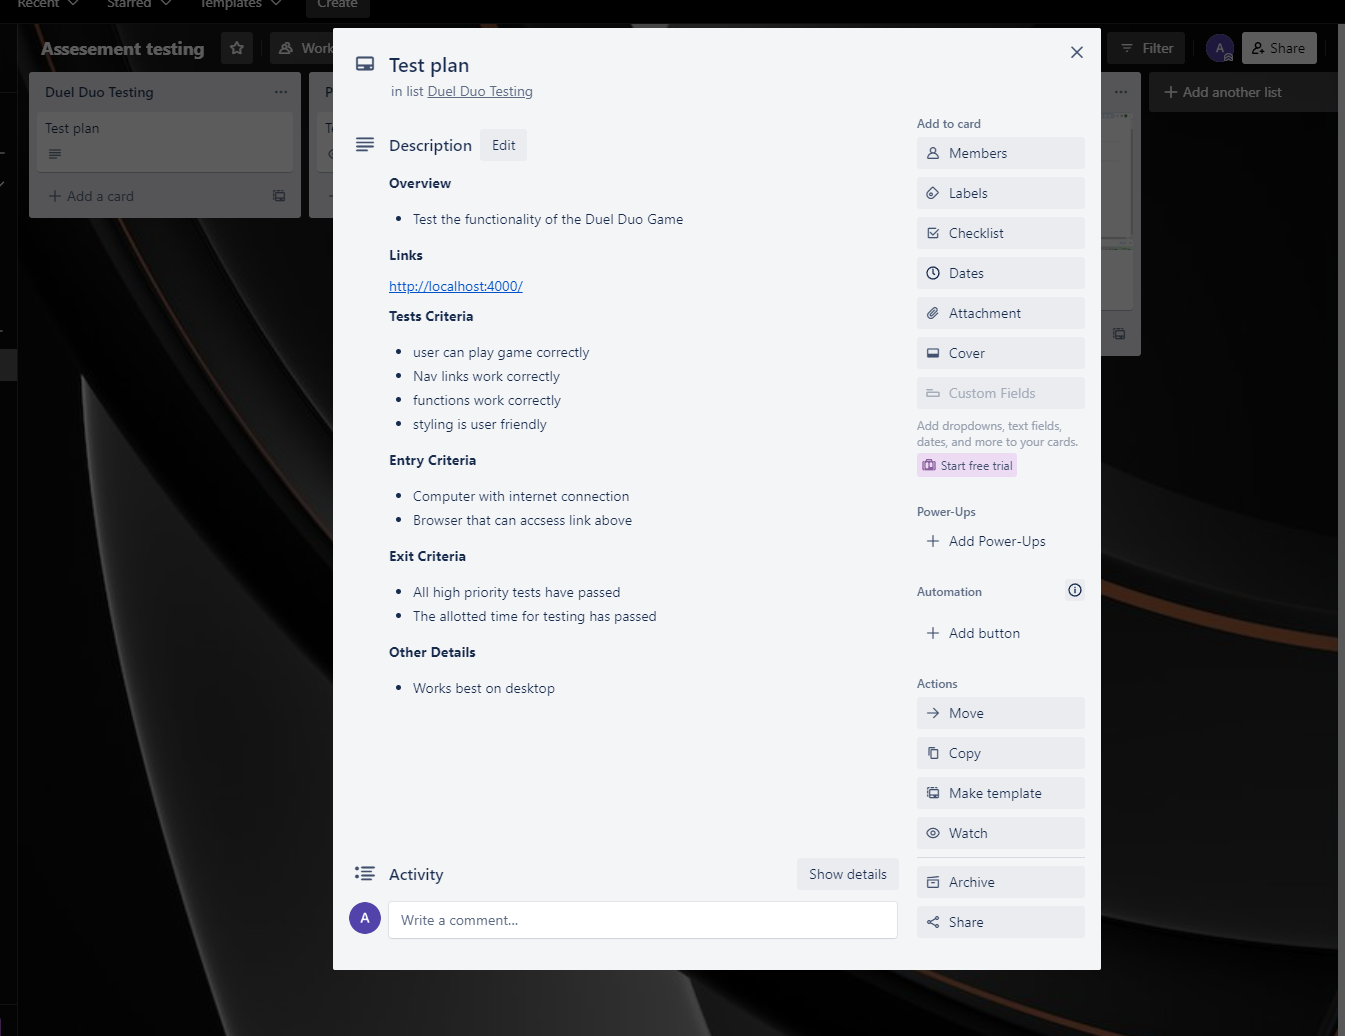 Recent
Starred
Templates
Create
Assesement testing
Work
Filter
A
Share
Duel Duo Testing
Test plan
Add a card
P
Add another list
Test plan
in list Duel Duo Testing
Description
Edit
Overview
Test the functionality of the Duel Duo Game
Links
http://localhost:4000/
Tests Criteria
user can play game correctly
Nav links work correctly
functions work correctly
styling is user friendly
Entry Criteria
Computer with internet connection
Browser that can accsess link above
Exit Criteria
All high priority tests have passed
The allotted time for testing has passed
Other Details
Works best on desktop
Activity
Show details
A
Write a comment...
Add to card
Members
Labels
Checklist
Dates
Attachment
Cover
Custom Fields
Add dropdowns, text fields,
dates, and more to your cards.
Start free trial
Power-Ups
Add Power-Ups
Automation
Add button
Actions
Move
Copy
Make template
Watch
Archive
Share